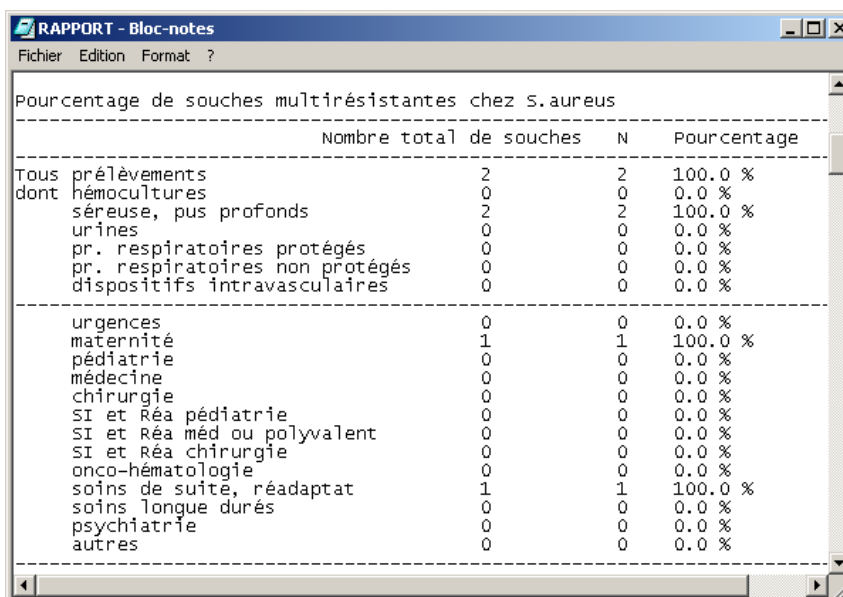 RAPPORT - Bloc-notes
Fichier Edition Format ?
Pourcentage de souches multirésistantes chez S.aureus
Nombre total de souches N Pourcentage
Tous prélèvements 2 2 100.0 %
dont hémocultures 0 0 0.0 %
séreuse, pus profonds 2 2 100.0 %
urines 0 0 0.0 %
pr. respiratoires protégés 0 0 0.0 %
pr. respiratoires non protégés 0 0 0.0 %
dispositifs intravasculaires 0 0 0.0 %
urgences 0 0 0.0 %
maternité 1 1 100.0 %
pédiatrie 0 0 0.0 %
médecine 0 0 0.0 %
chirurgie 0 0 0.0 %
SI et Réa pédiatrie 0 0 0.0 %
SI et Réa méd ou polyvalent 0 0 0.0 %
SI et Réa chirurgie 0 0 0.0 %
onco-hématologie 0 0 0.0 %
soins de suite, réadaptat 1 1 100.0 %
soins longue durés 0 0 0.0 %
psychiatrie 0 0 0.0 %
autres 0 0 0.0 %